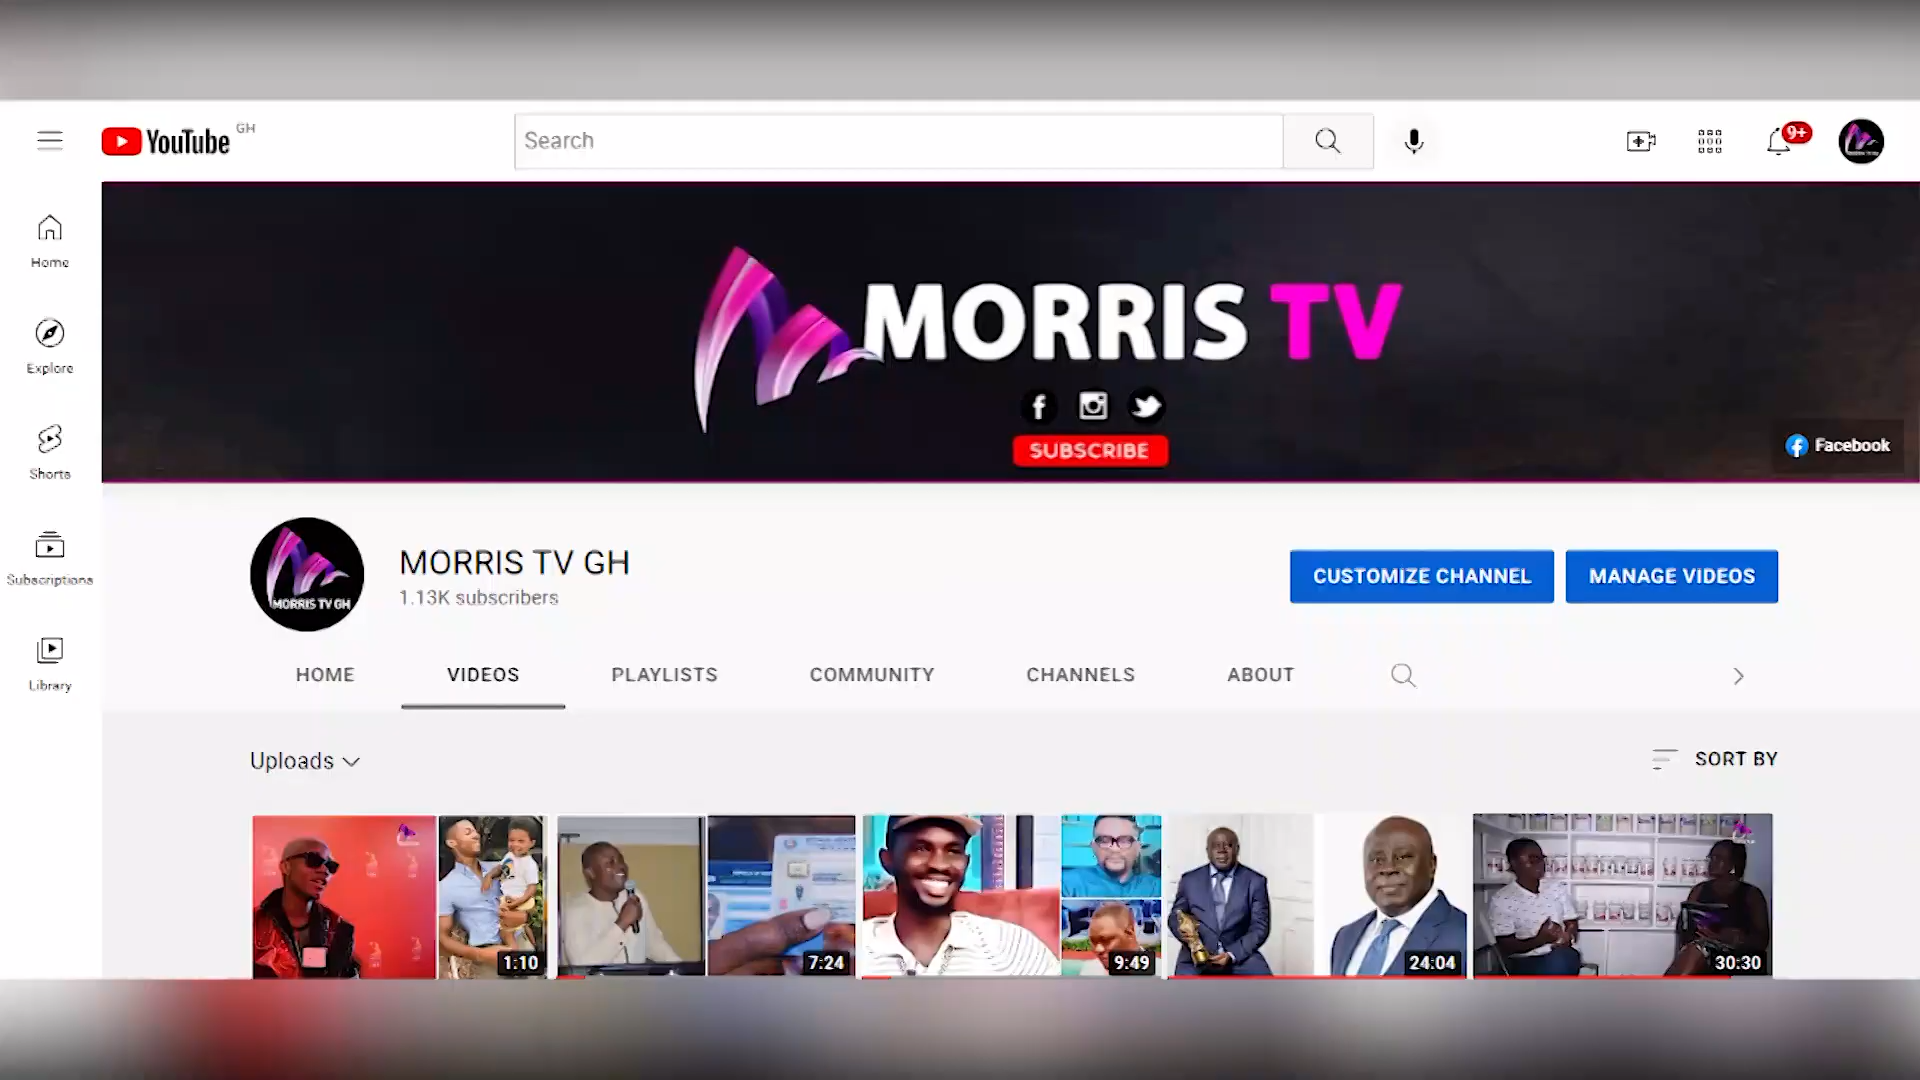 YouTube GH
Search
9+
Home
Explore
Shorts
Subscriptions
Library
MORRIS TV
SUBSCRIBE
Facebook
MORRIS TV GH
MORRIS TV GH
1.13K subscribers
CUSTOMIZE CHANNEL
MANAGE VIDEOS
HOME
VIDEOS
PLAYLISTS
COMMUNITY
CHANNELS
ABOUT
Uploads
SORT BY
1:10
7:24
9:49
24:04
30:30